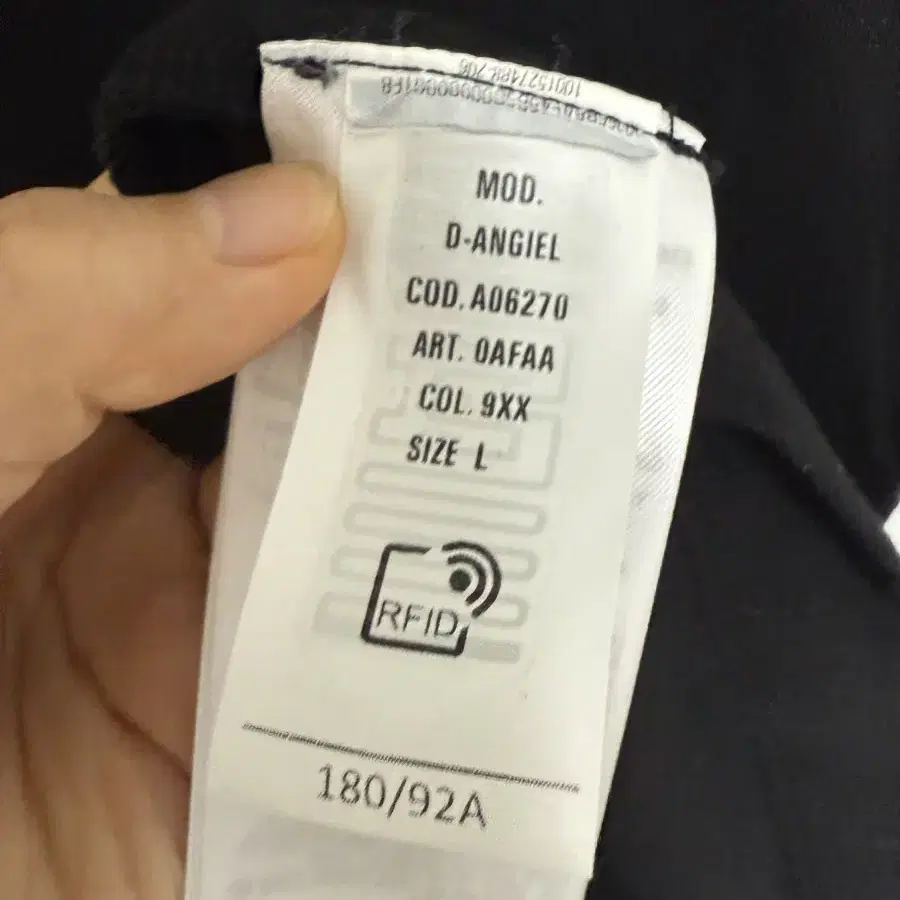 MOD.
D-ANGIEL
COD. A06270
ART. 0AFAA
COL. 9XX
SIZE L
RFID
180/92A